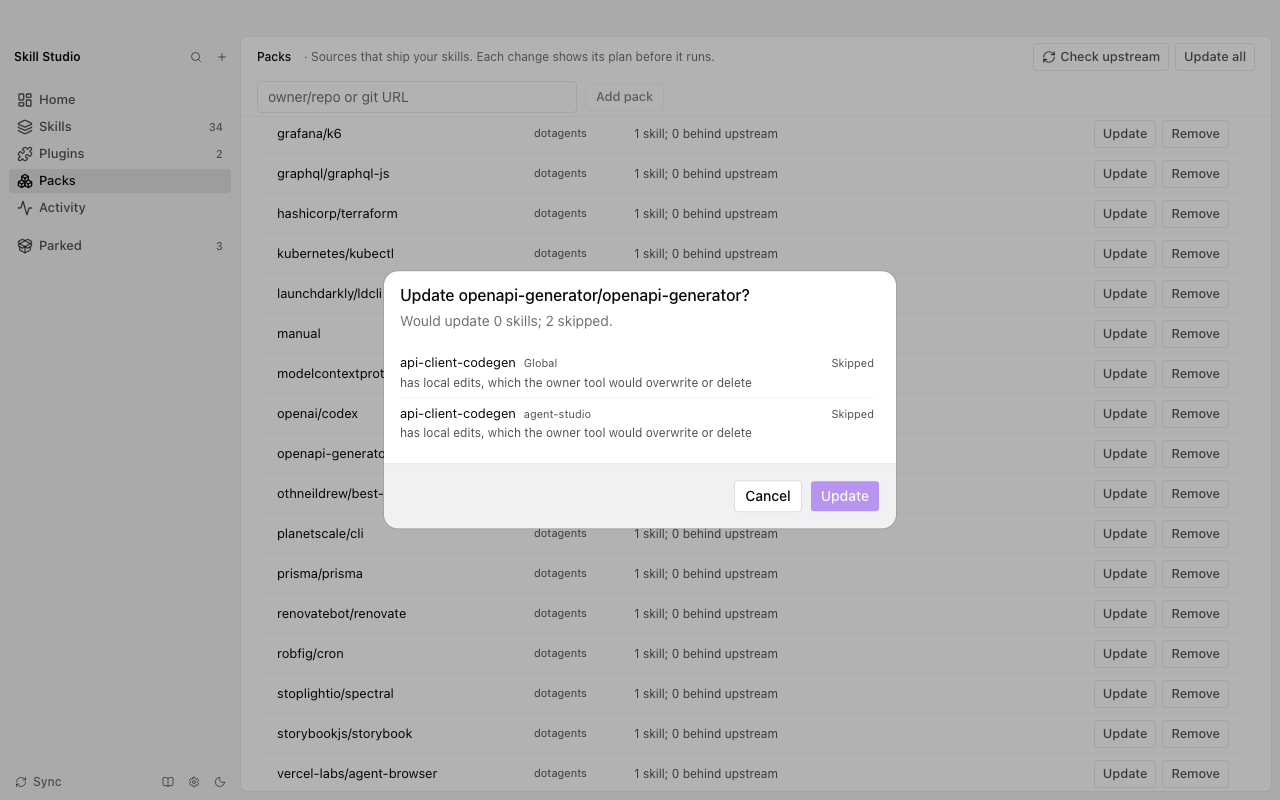 Skill Studio
Home
Skills 34
Plugins 2
Packs
Activity
Parked 3
Sync
Packs · Sources that ship your skills. Each change shows its plan before it runs.
Check upstream
Update all
owner/repo or git URL
Add pack
grafana/k6 dotagents 1 skill; 0 behind upstream Update Remove
graphql/graphql-js dotagents 1 skill; 0 behind upstream Update Remove
hashicorp/terraform dotagents 1 skill; 0 behind upstream Update Remove
kubernetes/kubectl dotagents 1 skill; 0 behind upstream Update Remove
launchdarkly/ldcli Update Remove
manual Update Remove
modelcontextprot Update Remove
openai/codex Update Remove
openapi-generato Update Remove
othneildrew/best- Update Remove
planetscale/cli dotagents 1 skill; 0 behind upstream Update Remove
prisma/prisma dotagents 1 skill; 0 behind upstream Update Remove
renovatebot/renovate dotagents 1 skill; 0 behind upstream Update Remove
robfig/cron dotagents 1 skill; 0 behind upstream Update Remove
stoplightio/spectral dotagents 1 skill; 0 behind upstream Update Remove
storybookjs/storybook dotagents 1 skill; 0 behind upstream Update Remove
vercel-labs/agent-browser dotagents 1 skill; 0 behind upstream Update Remove
Update openapi-generator/openapi-generator?
Would update 0 skills; 2 skipped.
api-client-codegen Global Skipped
has local edits, which the owner tool would overwrite or delete
api-client-codegen agent-studio Skipped
has local edits, which the owner tool would overwrite or delete
Cancel
Update